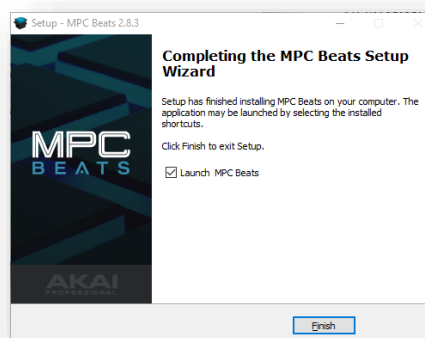 Setup - MPC Beats 2.8.3
Completing the MPC Beats Setup
Wizard
Setup has finished installing MPC Beats on your computer. The
application may be launched by selecting the installed
shortcuts.
Click Finish to exit Setup.
Launch MPC Beats
MPC
BEATS
AKAI
PROFESSIONAL
Finish